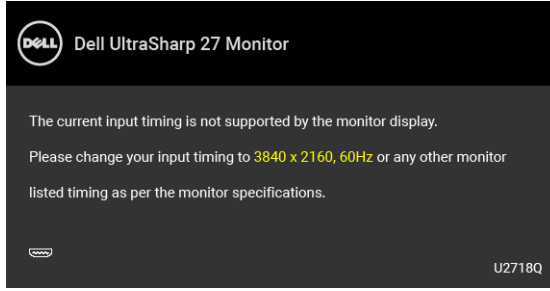 DELL
Dell UltraSharp 27 Monitor
The current input timing is not supported by the monitor display.
Please change your input timing to 3840 x 2160, 60Hz or any other monitor
listed timing as per the monitor specifications.
U2718Q